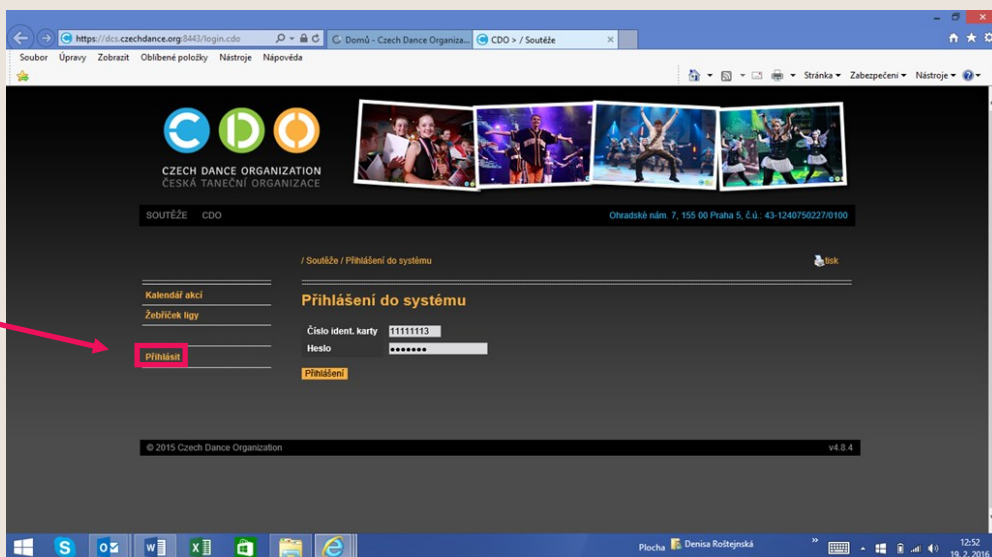 https://dcs.czechdance.org:8443/login.cdo
Domů - Czech Dance Organiza...
CDO > / Soutěže
Soubor Úpravy Zobrazit Oblíbené položky Nástroje Nápověda
Stránka Zabezpečení Nástroje
CDO
CZECH DANCE ORGANIZATION
ČESKÁ TANEČNÍ ORGANIZACE
SOUTĚŽE CDO
Ohradské nám. 7, 155 00 Praha 5, č.ú.: 43-1240750227/0100
/ Soutěže / Přihlášení do systému
tisk
Kalendář akcí
Žebříček ligy
Přihlásit
Přihlášení do systému
Číslo ident. karty 11111113
Heslo •••••••
Přihlášení
© 2015 Czech Dance Organization
v4.8.4
Plocha Denisa Roštejnská
12:52
19. 2. 2016